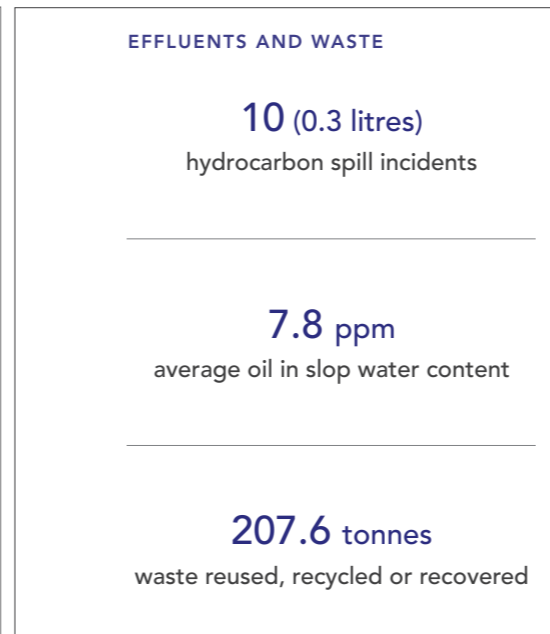 EFFLUENTS AND WASTE
10 (0.3 litres)
hydrocarbon spill incidents
7.8 ppm
average oil in slop water content
207.6 tonnes
waste reused, recycled or recovered